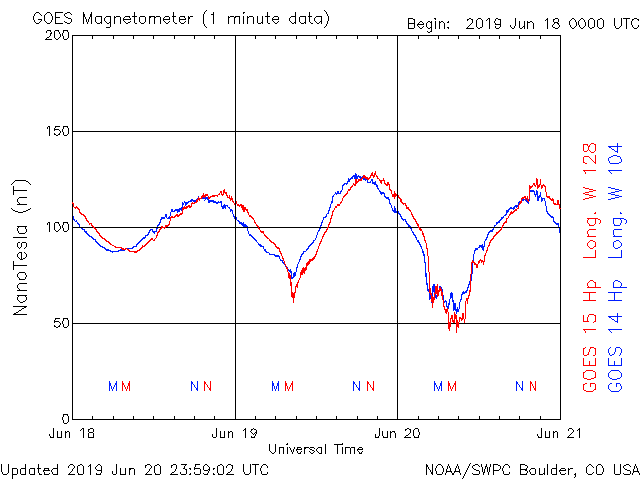 GOES Magnetometer (1 minute data)
Begin: 2019 Jun 18 0000 UTC
200
150
100
50
0
NanoTesla (nT)
M M N N M M N N M M N N
Jun 18 Jun 19 Jun 20 Jun 21
Universal Time
GOES 15 Hp Long. W 128
GOES 14 Hp Long. W 104
Updated 2019 Jun 20 23:59:02 UTC
NOAA/SWPC Boulder, CO USA